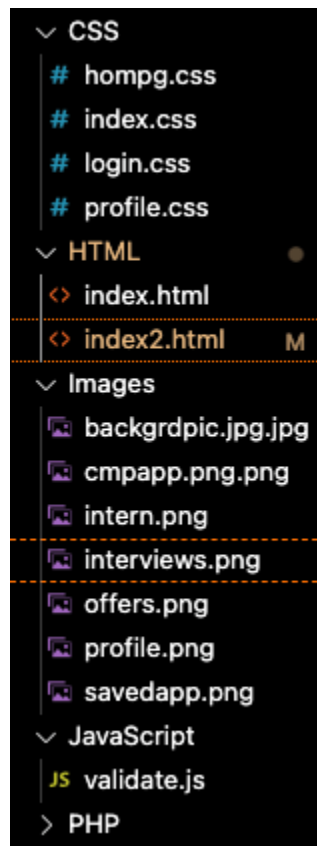 CSS
# hompg.css
# index.css
# login.css
# profile.css
HTML
<> index.html
<> index2.html M
Images
backgrdpic.jpg.jpg
cmpapp.png.png
intern.png
interviews.png
offers.png
profile.png
savedapp.png
JavaScript
JS validate.js
PHP